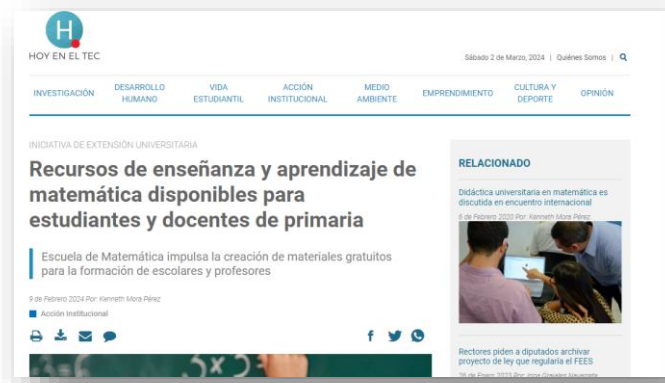 H
HOY EN EL TEC
Sábado 2 de Marzo, 2024 | Quiénes Somos |
INVESTIGACIÓN
DESARROLLO
HUMANO
VIDA
ESTUDIANTIL
ACCIÓN
INSTITUCIONAL
MEDIO
AMBIENTE
EMPRENDIMIENTO
CULTURA Y
DEPORTE
OPINIÓN
INICIATIVA DE EXTENSIÓN UNIVERSITARIA
Recursos de enseñanza y aprendizaje de
matemática disponibles para
estudiantes y docentes de primaria
Escuela de Matemática impulsa la creación de materiales gratuitos
para la formación de escolares y profesores
9 de Febrero 2024 Por: Kenneth Mora Pérez
Acción Institucional
RELACIONADO
Didáctica universitaria en matemática es
discutida en encuentro internacional
6 de Febrero 2020 Por: Kenneth Mora Pérez
Rectores piden a diputados archivar
proyecto de ley que regularía el FEES